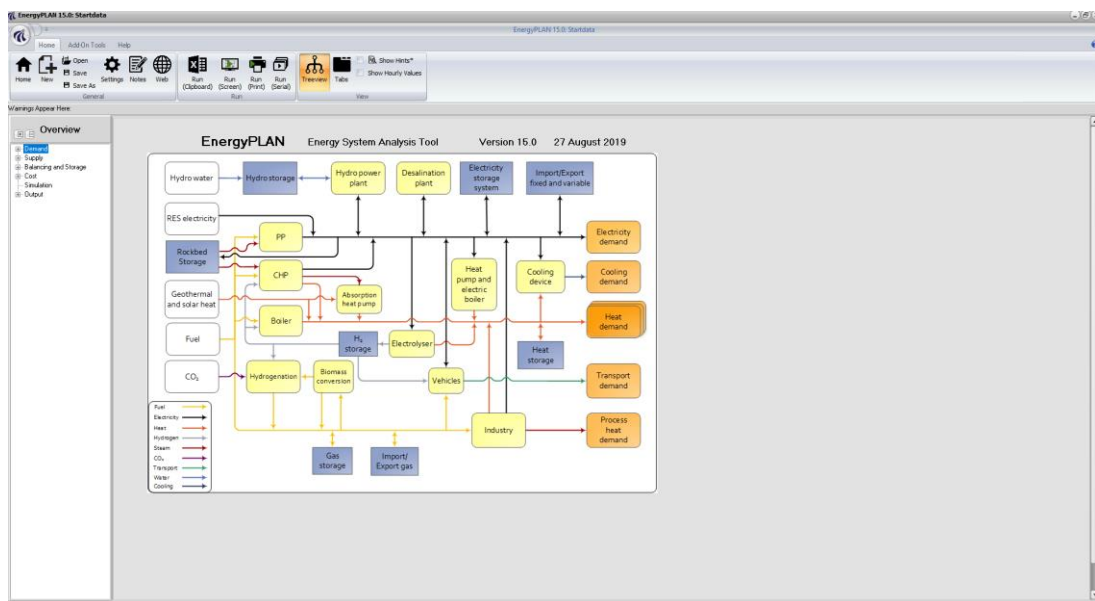 EnergyPLAN 15.0: Startdata
EnergyPLAN 15.0: Startdata
Home Add-On Tools Help
Home
New
Open
Save
Save As
Settings
Notes
Web
General
Run
(Clipboard)
Run
(Screen)
Run
(Print)
Run
(Serial)
Run
Treeview
Tabs
Show Hints*
Show Hourly Values
View
Warnings Appear Here:
Overview
Demand
Supply
Balancing and Storage
Cost
Simulation
Output
EnergyPLAN Energy System Analysis Tool Version 15.0 27 August 2019
Hydro water
Hydro storage
Hydro power
plant
Desalination
plant
Electricity
storage
system
Import/Export
fixed and variable
RES electricity
PP
Electricity
demand
Rockbed
Storage
CHP
Heat
pump and
electric
boiler
Cooling
device
Cooling
demand
Geothermal
and solar heat
Absorption
heat pump
Boiler
Heat
demand
Fuel
H₂
storage
Electrolyser
Heat
storage
CO₂
Hydrogenation
Biomass
conversion
Vehicles
Transport
demand
Industry
Process
heat
demand
Gas
storage
Import/
Export gas
Fuel
Electricity
Heat
Hydrogen
Steam
CO₂
Transport
Water
Cooling